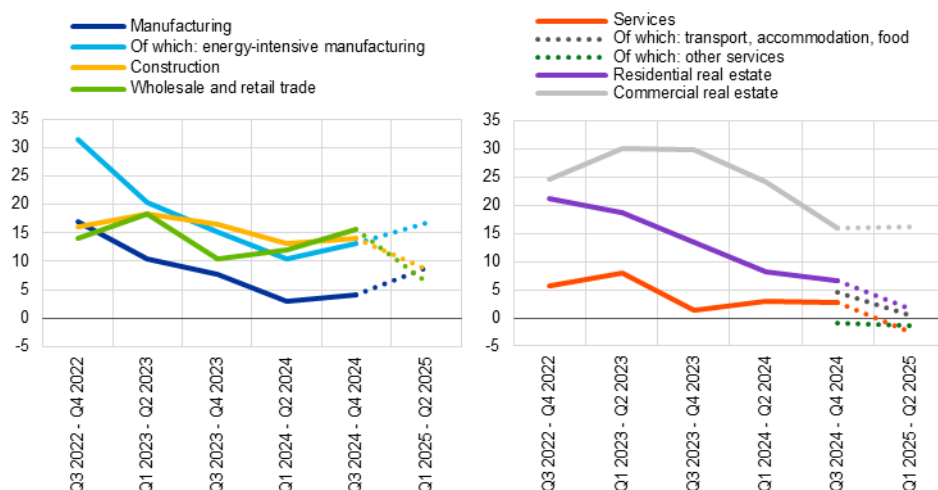 Manufacturing
Of which: energy-intensive manufacturing
Construction
Wholesale and retail trade
35
30
25
20
15
10
5
0
-5
Q3 2022 - Q4 2022
Q1 2023 - Q2 2023
Q3 2023 - Q4 2023
Q1 2024 - Q2 2024
Q3 2024 - Q4 2024
Q1 2025 - Q2 2025
Services
Of which: transport, accommodation, food
Of which: other services
Residential real estate
Commercial real estate
35
30
25
20
15
10
5
0
-5
Q3 2022 - Q4 2022
Q1 2023 - Q2 2023
Q3 2023 - Q4 2023
Q1 2024 - Q2 2024
Q3 2024 - Q4 2024
Q1 2025 - Q2 2025